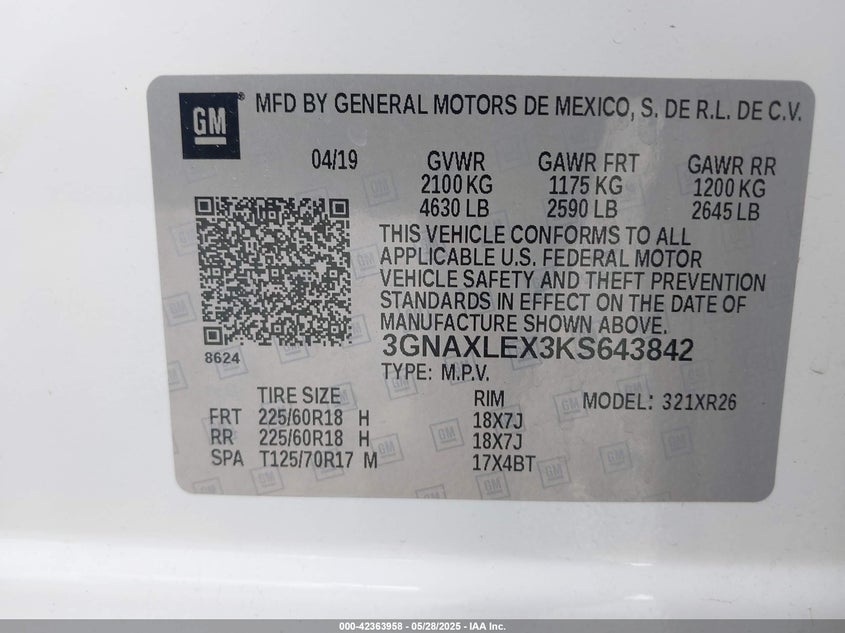 GM ® MFD BY GENERAL MOTORS DE MEXICO, S. DE R.L. DE C.V.
04/19 GVWR GAWR FRT GAWR RR
2100 KG 1175 KG 1200 KG
4630 LB 2590 LB 2645 LB
THIS VEHICLE CONFORMS TO ALL
APPLICABLE U.S. FEDERAL MOTOR
VEHICLE SAFETY AND THEFT PREVENTION
STANDARDS IN EFFECT ON THE DATE OF
MANUFACTURE SHOWN ABOVE.
8624 3GNAXLEX3KS643842
TYPE: M.P.V.
TIRE SIZE RIM MODEL: 321XR26
FRT 225/60R18 H 18X7J
RR 225/60R18 H 18X7J
SPA T125/70R17 M 17X4BT
000-42363958 - 05/28/2025 - IAA Inc.